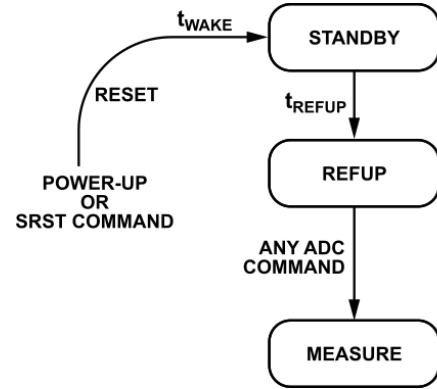 tWAKE
STANDBY
RESET
tREFUP
POWER-UP
OR
SRST COMMAND
REFUP
ANY ADC
COMMAND
MEASURE